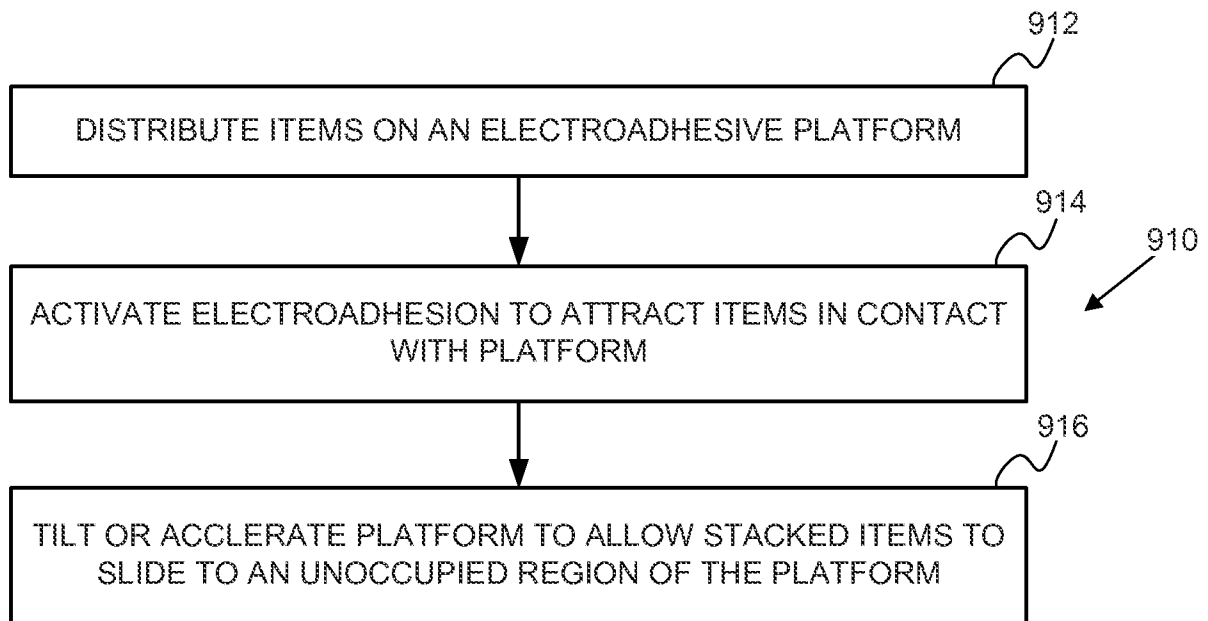 912
DISTRIBUTE ITEMS ON AN ELECTROADHESIVE PLATFORM
914
910
ACTIVATE ELECTROADHESION TO ATTRACT ITEMS IN CONTACT
WITH PLATFORM
916
TILT OR ACCLERATE PLATFORM TO ALLOW STACKED ITEMS TO
SLIDE TO AN UNOCCUPIED REGION OF THE PLATFORM